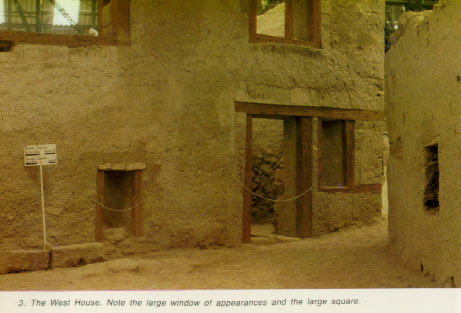 3. The West House. Note the large window of appearances and the large square.